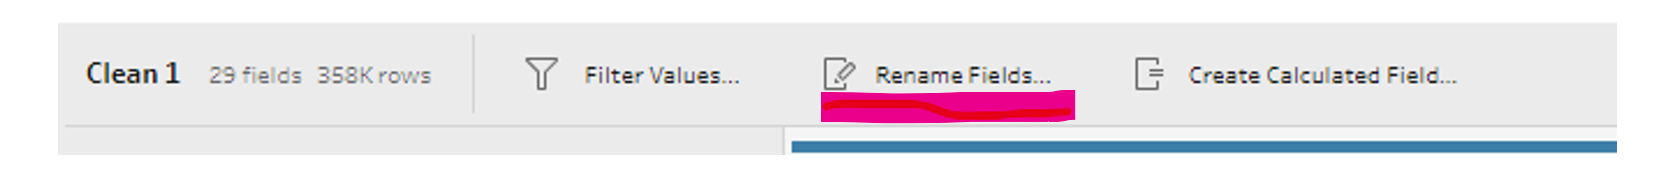 Clean 1 29 fields 358K rows Filter Values... Rename Fields... Create Calculated Field...